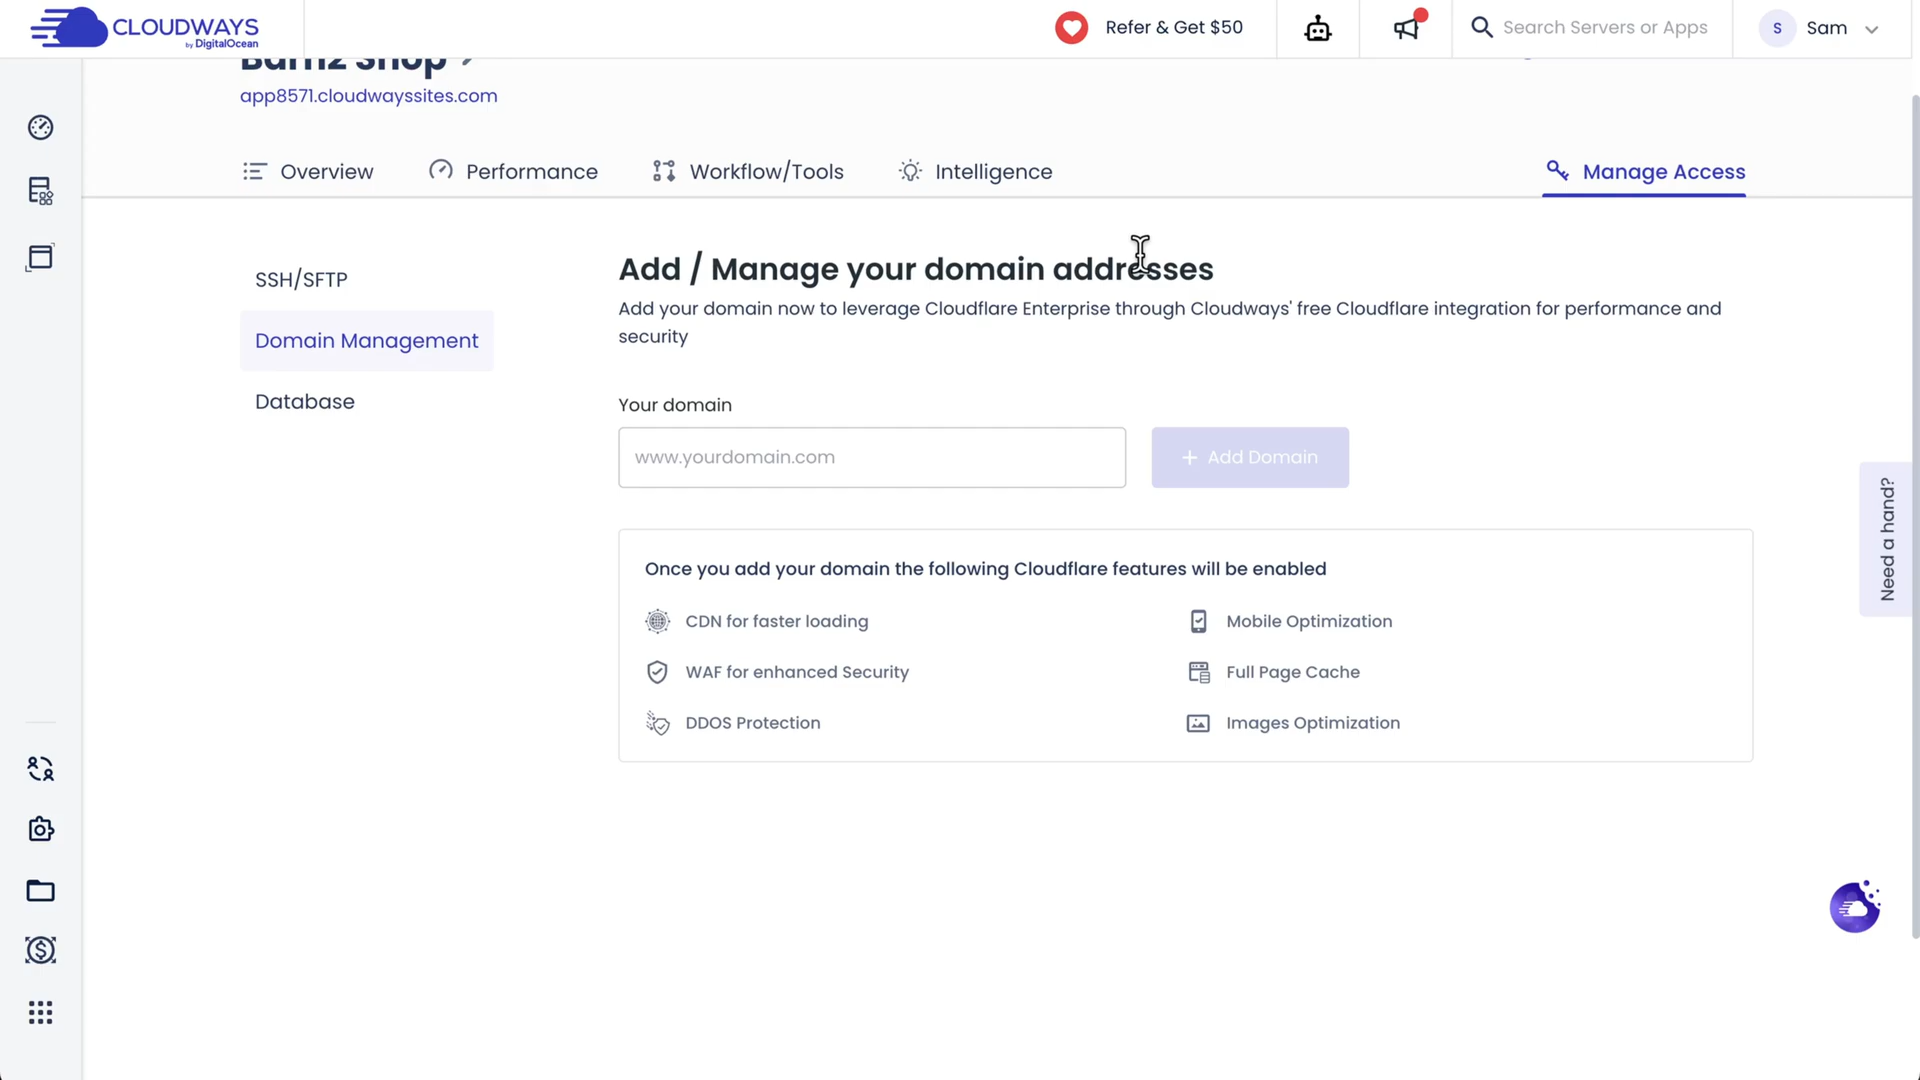 CLOUDWAYS
by DigitalOcean
Refer & Get $50
Search Servers or Apps
S
Sam
Shop
app8571.cloudwayssites.com
Overview
Performance
Workflow/Tools
Intelligence
Manage Access
SSH/SFTP
Domain Management
Database
Add / Manage your domain addresses
Add your domain now to leverage Cloudflare Enterprise through Cloudways' free Cloudflare integration for performance and
security
Your domain
www.yourdomain.com
+ Add Domain
Once you add your domain the following Cloudflare features will be enabled
CDN for faster loading
Mobile Optimization
WAF for enhanced Security
Full Page Cache
DDOS Protection
Images Optimization
Need a hand?